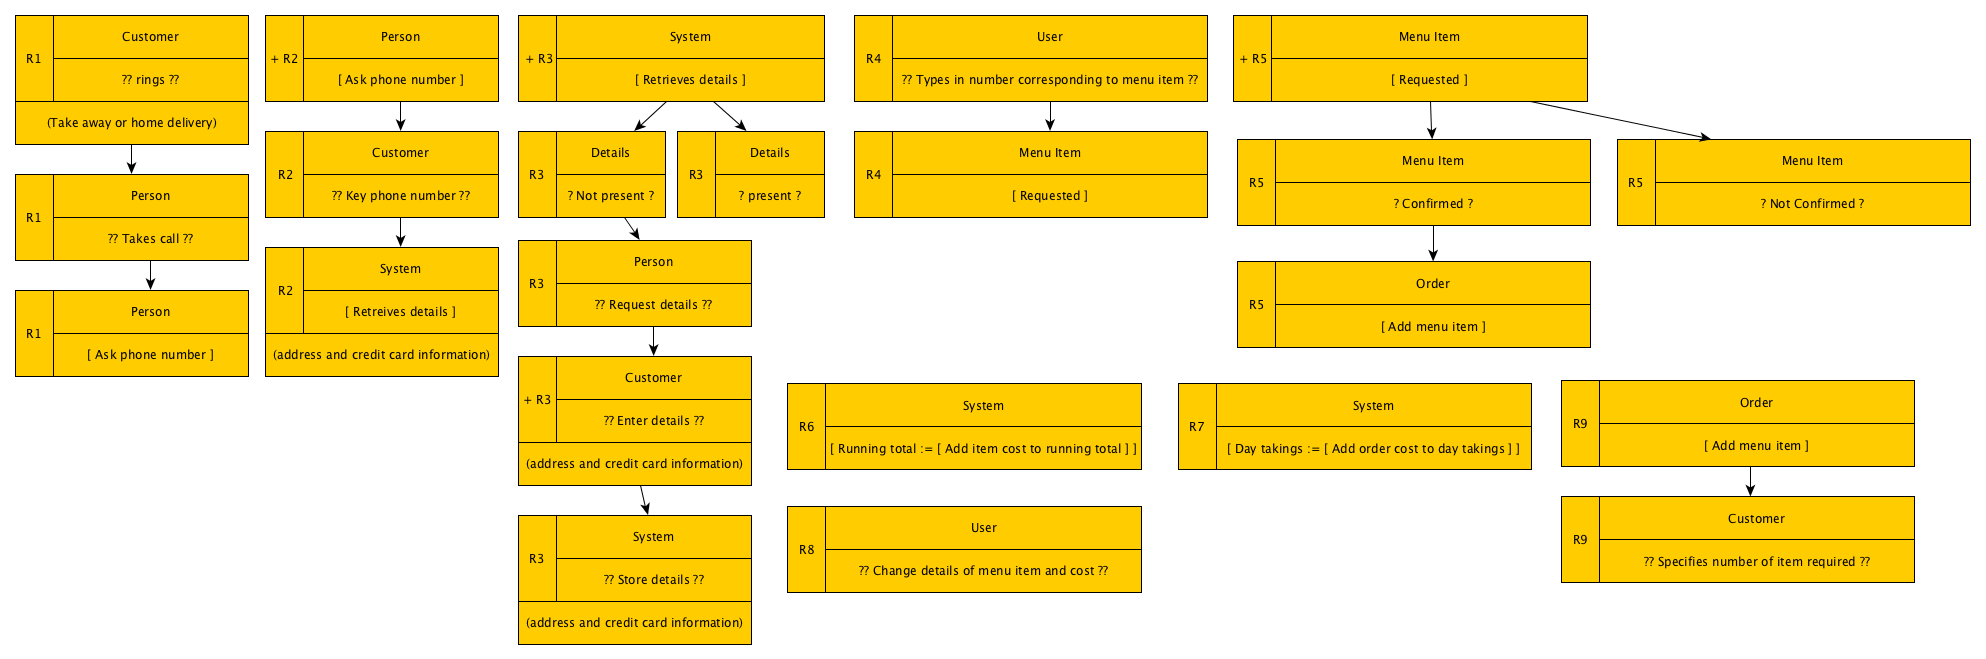 Customer
R1
?? rings ??
(Take away or home delivery)
Person
R1
?? Takes call ??
Person
R1
[ Ask phone number ]
Person
+ R2
[ Ask phone number ]
Customer
R2
?? Key phone number ??
System
R2
[ Retreives details ]
(address and credit card information)
System
+ R3
[ Retrieves details ]
Details
R3
? Not present ?
Details
R3
? present ?
Person
R3
?? Request details ??
Customer
+ R3
?? Enter details ??
(address and credit card information)
System
R3
?? Store details ??
(address and credit card information)
User
R4
?? Types in number corresponding to menu item ??
Menu Item
R4
[ Requested ]
Menu Item
+ R5
[ Requested ]
Menu Item
R5
? Confirmed ?
Menu Item
R5
? Not Confirmed ?
Order
R5
[ Add menu item ]
System
R6
[ Running total := [ Add item cost to running total ] ]
System
R7
[ Day takings := [ Add order cost to day takings ] ]
User
R8
?? Change details of menu item and cost ??
Order
R9
[ Add menu item ]
Customer
R9
?? Specifies number of item required ??